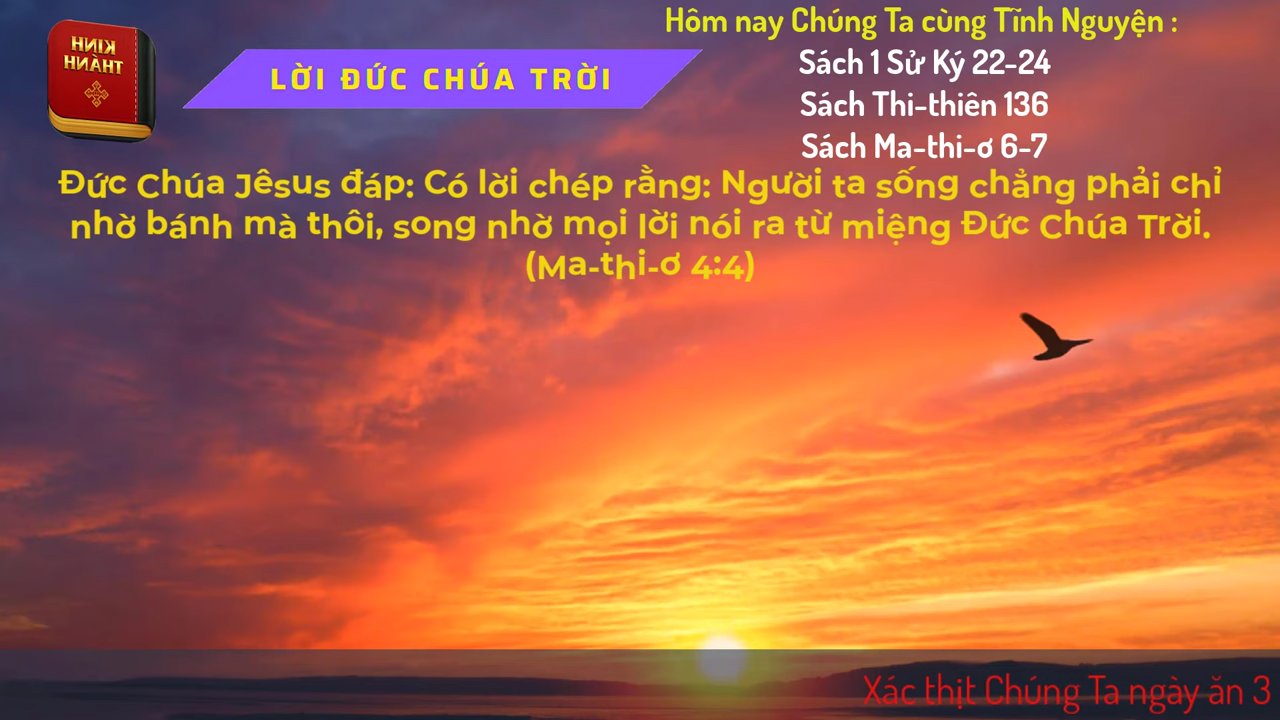 KINH
THÁNH
LỜI ĐỨC CHÚA TRỜI
Hôm nay Chúng Ta cùng Tĩnh Nguyện :
Sách 1 Sử Ký 22-24
Sách Thi-thiên 136
Sách Ma-thi-ơ 6-7
Đức Chúa Jêsus đáp: Có lời chép rằng: Người ta sống chẳng phải chỉ
nhờ bánh mà thôi, song nhờ mọi lời nói ra từ miệng Đức Chúa Trời.
(Ma-thi-ơ 4:4)
Xác thịt Chúng Ta ngày ăn 3